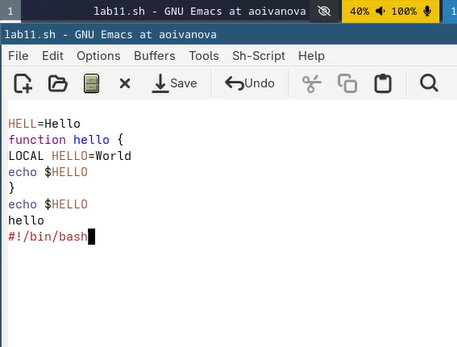 1 lab11.sh - GNU Emacs at aoivanova 40% 100% 1
lab11.sh - GNU Emacs at aoivanova
File Edit Options Buffers Tools Sh-Script Help
Save Undo
HELL=Hello
function hello {
LOCAL HELLO=World
echo $HELLO
}
echo $HELLO
hello
#!/bin/bash